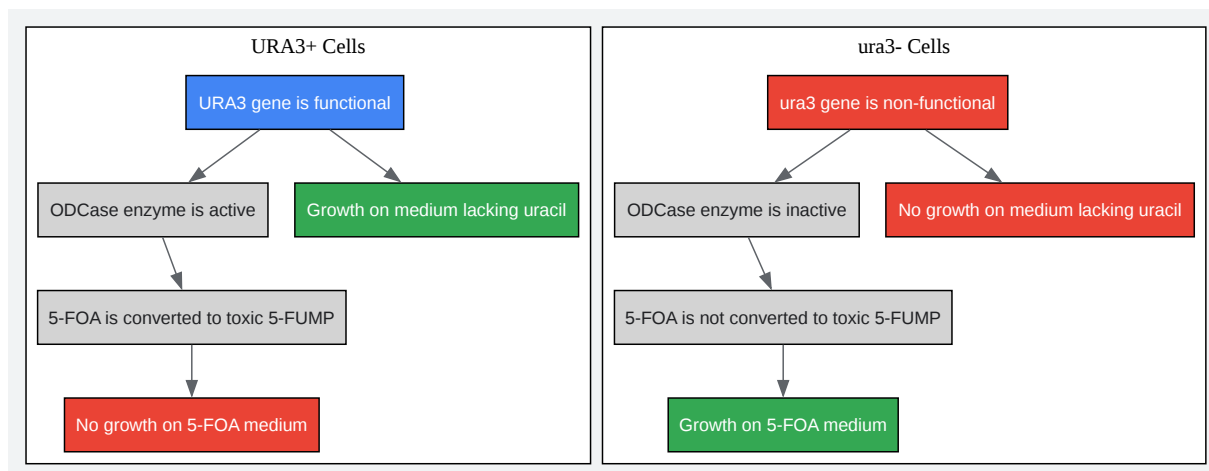 URA3+ Cells
URA3 gene is functional
ODCase enzyme is active
Growth on medium lacking uracil
5-FOA is converted to toxic 5-FUMP
No growth on 5-FOA medium
ura3- Cells
ura3 gene is non-functional
ODCase enzyme is inactive
No growth on medium lacking uracil
5-FOA is not converted to toxic 5-FUMP
Growth on 5-FOA medium